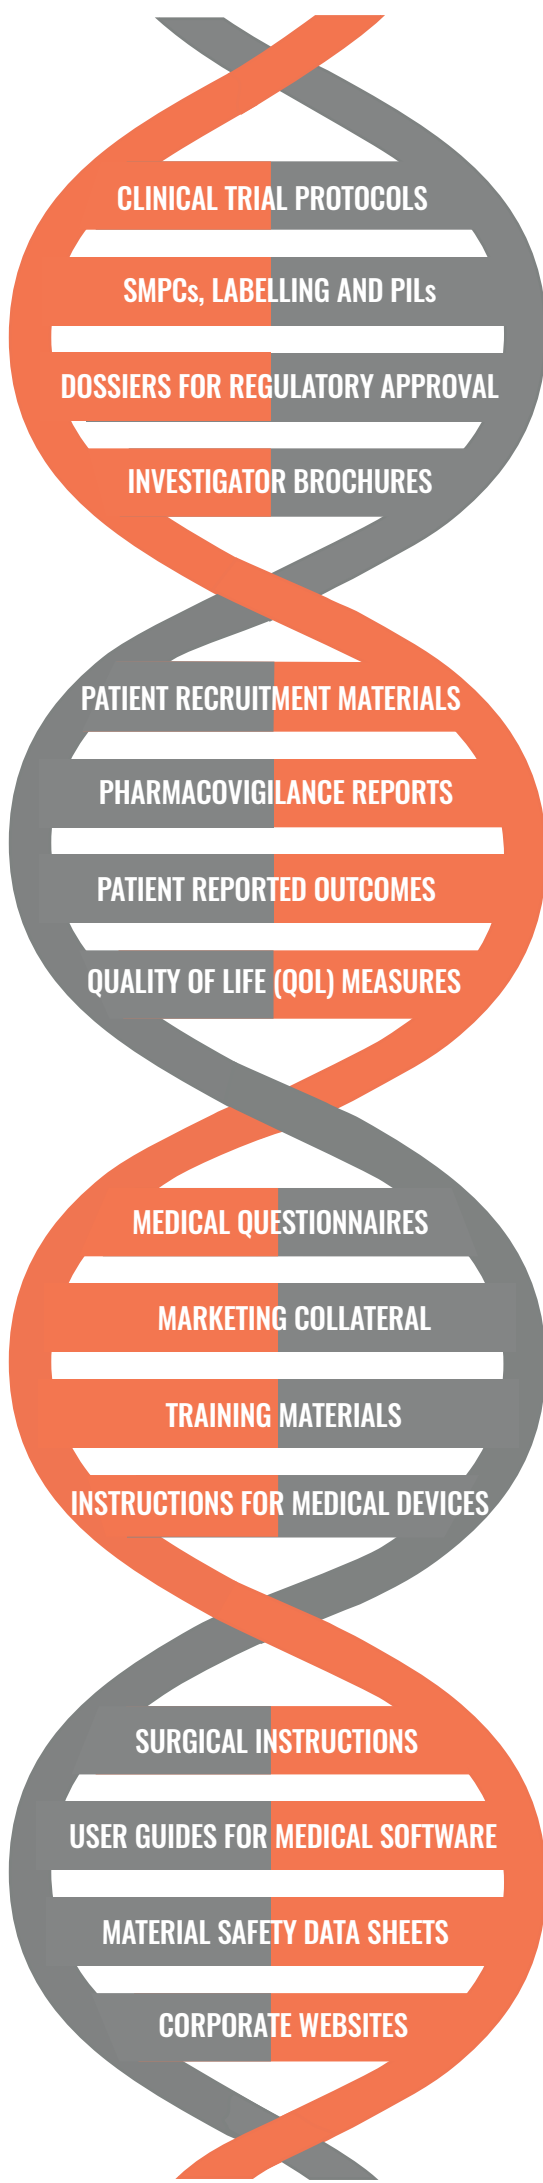 CLINICAL TRIAL PROTOCOLS
SMPCs, LABELLING AND PILs
DOSSIERS FOR REGULATORY APPROVAL
INVESTIGATOR BROCHURES
PATIENT RECRUITMENT MATERIALS
PHARMACOVIGILANCE REPORTS
PATIENT REPORTED OUTCOMES
QUALITY OF LIFE (QOL) MEASURES
MEDICAL QUESTIONNAIRES
MARKETING COLLATERAL
TRAINING MATERIALS
INSTRUCTIONS FOR MEDICAL DEVICES
SURGICAL INSTRUCTIONS
USER GUIDES FOR MEDICAL SOFTWARE
MATERIAL SAFETY DATA SHEETS
CORPORATE WEBSITES